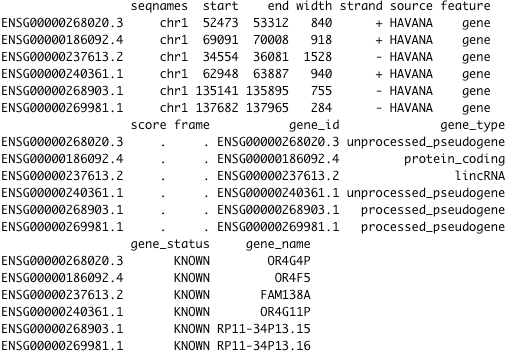 seqnames start end width strand source feature
ENSG00000268020.3 chr1 52473 53312 840 + HAVANA gene
ENSG00000186092.4 chr1 69091 70008 918 + HAVANA gene
ENSG00000237613.2 chr1 34554 36081 1528 - HAVANA gene
ENSG00000240361.1 chr1 62948 63887 940 + HAVANA gene
ENSG00000268903.1 chr1 135141 135895 755 - HAVANA gene
ENSG00000269981.1 chr1 137682 137965 284 - HAVANA gene
score frame gene_id gene_type
ENSG00000268020.3 . . ENSG00000268020.3 unprocessed_pseudogene
ENSG00000186092.4 . . ENSG00000186092.4 protein_coding
ENSG00000237613.2 . . ENSG00000237613.2 lincRNA
ENSG00000240361.1 . . ENSG00000240361.1 unprocessed_pseudogene
ENSG00000268903.1 . . ENSG00000268903.1 processed_pseudogene
ENSG00000269981.1 . . ENSG00000269981.1 processed_pseudogene
gene_status gene_name
ENSG00000268020.3 KNOWN OR4G4P
ENSG00000186092.4 KNOWN OR4F5
ENSG00000237613.2 KNOWN FAM138A
ENSG00000240361.1 KNOWN OR4G11P
ENSG00000268903.1 KNOWN RP11-34P13.15
ENSG00000269981.1 KNOWN RP11-34P13.16